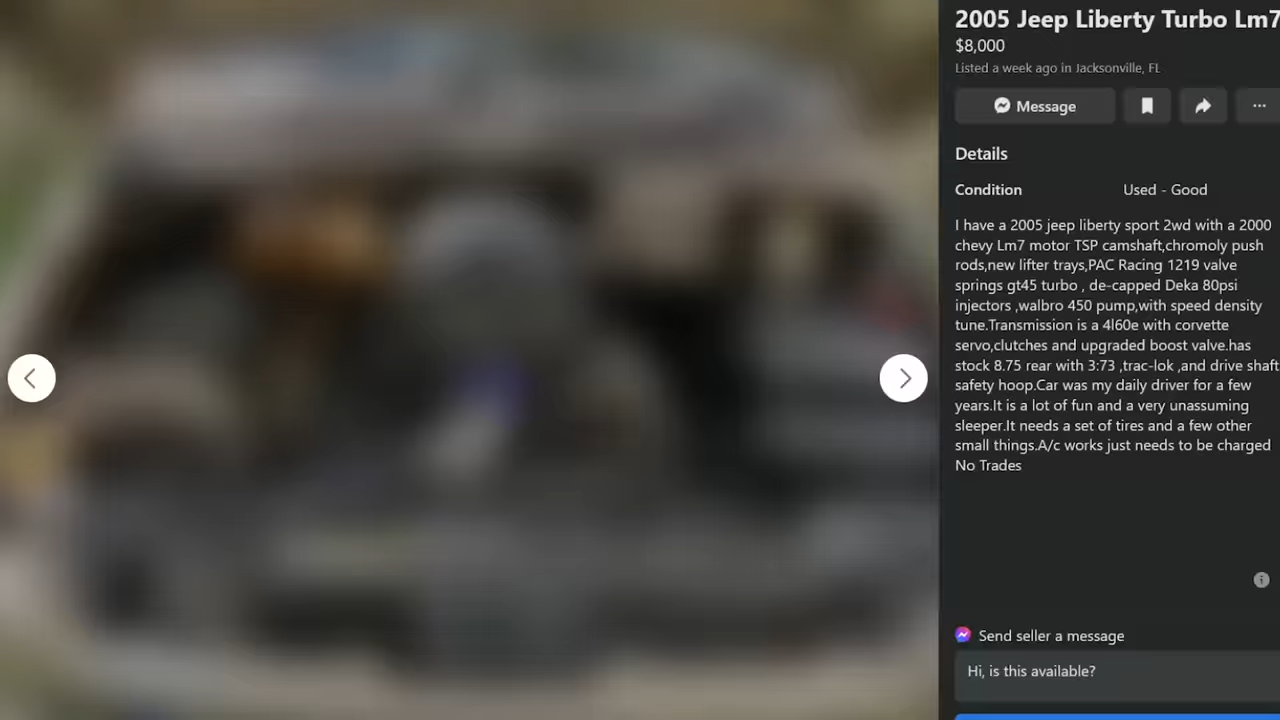 2005 Jeep Liberty Turbo Lm7
$8,000
Listed a week ago in Jacksonville, FL
Message
Details
Condition Used - Good
I have a 2005 jeep liberty sport 2wd with a 2000
chevy Lm7 motor TSP camshaft,chromoly push
rods,new lifter trays,PAC Racing 1219 valve
springs gt45 turbo , de-capped Deka 80psi
injectors ,walbro 450 pump,with speed density
tune.Transmission is a 4l60e with corvette
servo,clutches and upgraded boost valve.has
stock 8.75 rear with 3:73 ,trac-lok ,and drive shaft
safety hoop.Car was my daily driver for a few
years.It is a lot of fun and a very unassuming
sleeper.It needs a set of tires and a few other
small things.A/c works just needs to be charged
No Trades
Send seller a message
Hi, is this available?